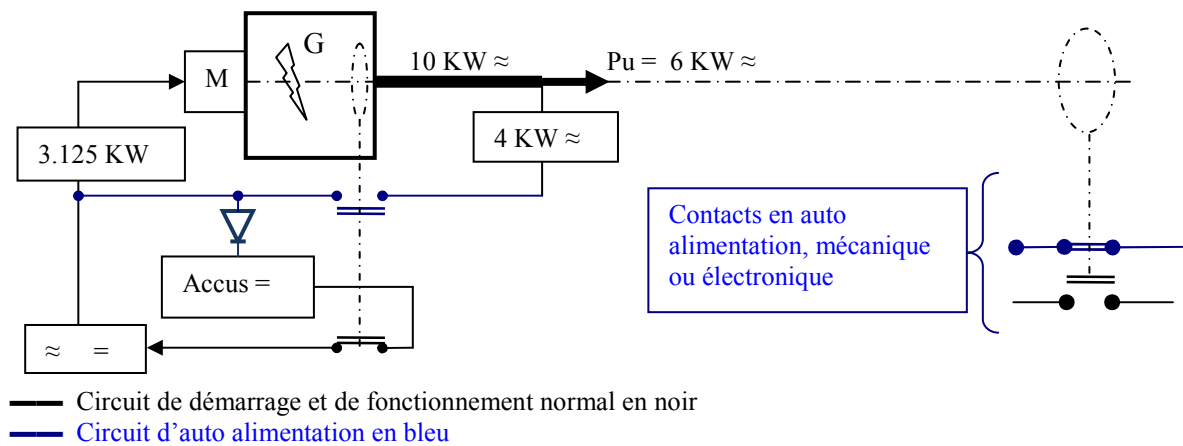 G
M
10 KW ≈
Pu = 6 KW ≈
4 KW ≈
3.125 KW
Accus =
≈ =
Contacts en auto
alimentation, mécanique
ou électronique
Circuit de démarrage et de fonctionnement normal en noir
Circuit d’auto alimentation en bleu